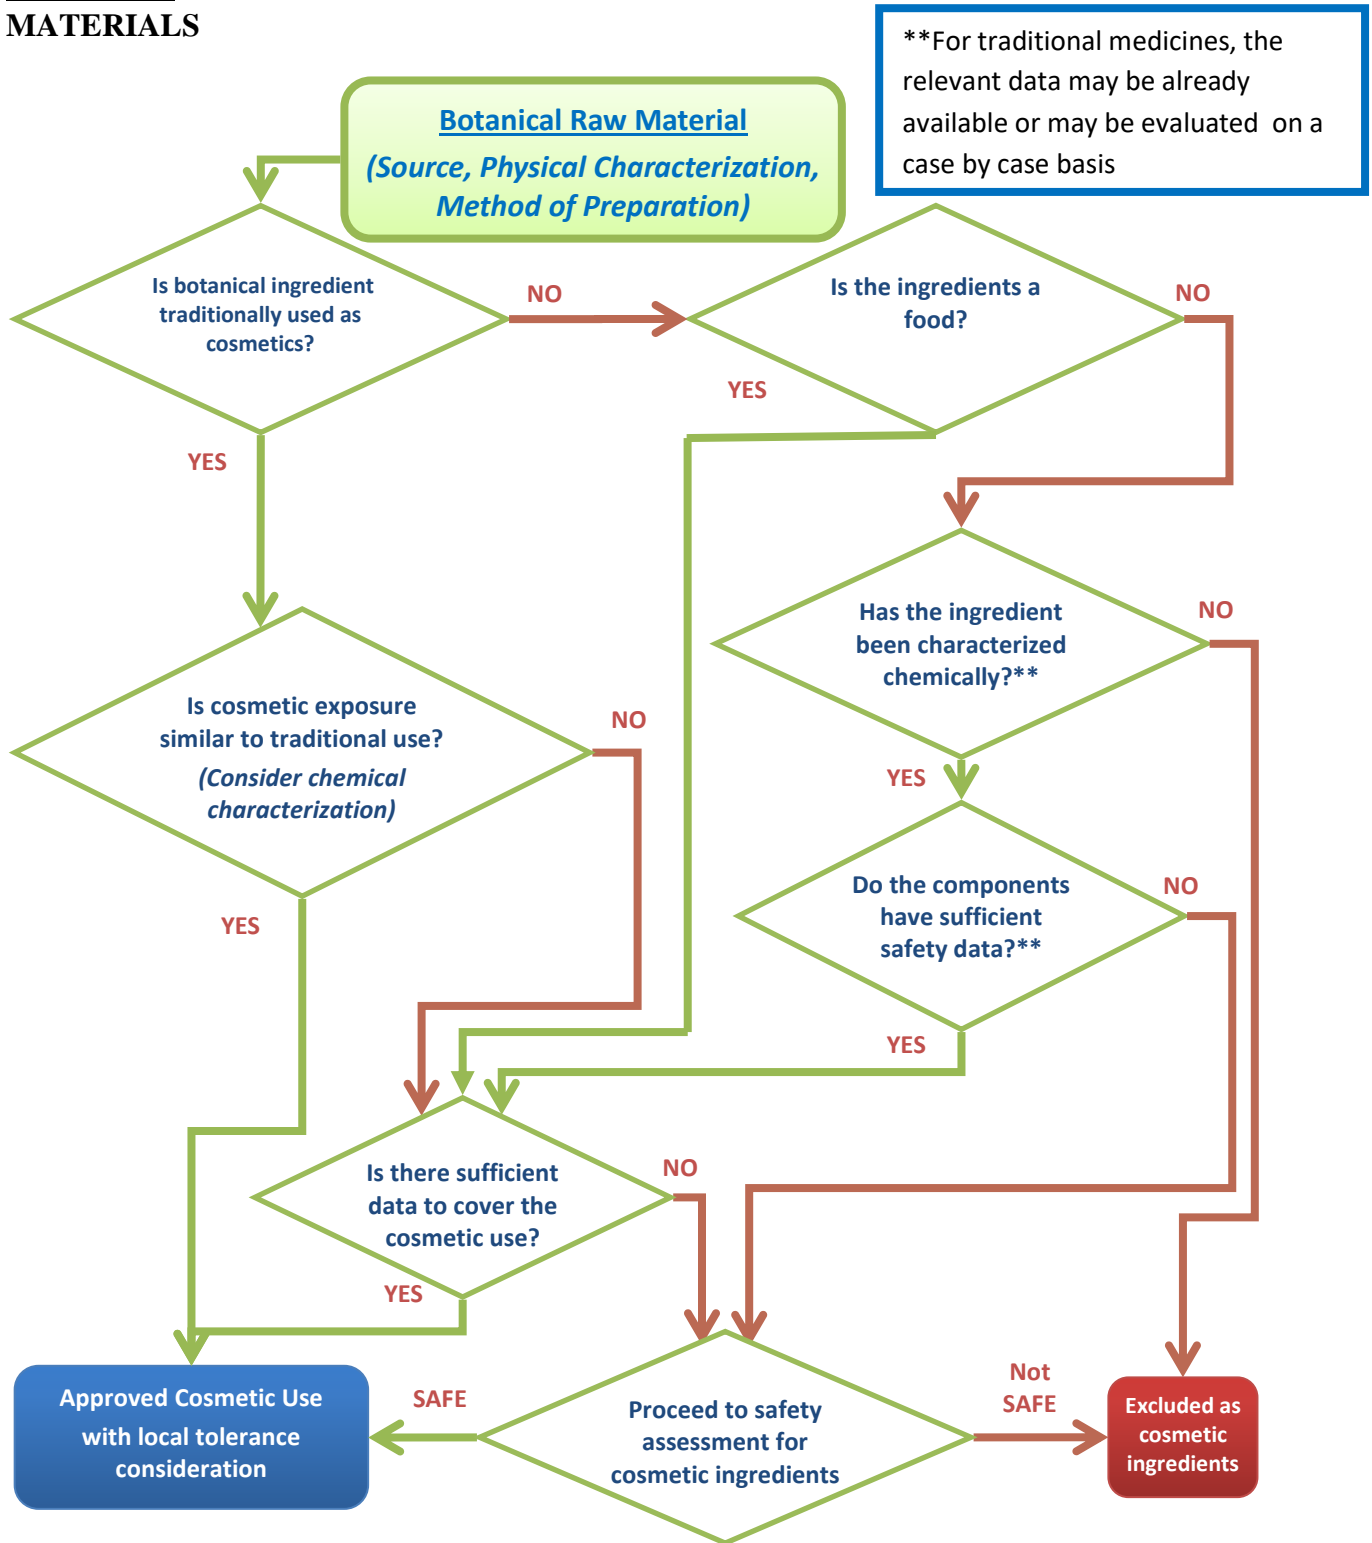 MATERIALS
**For traditional medicines, the
relevant data may be already
available or may be evaluated on a
case by case basis
Botanical Raw Material
(Source, Physical Characterization,
Method of Preparation)
Is botanical ingredient
traditionally used as
cosmetics?
NO
Is the ingredients a
food?
NO
YES
YES
Has the ingredient
been characterized
chemically?**
NO
Is cosmetic exposure
similar to traditional use?
(Consider chemical
characterization)
NO
YES
Do the components
have sufficient
safety data?**
NO
YES
YES
Is there sufficient
data to cover the
cosmetic use?
NO
YES
Approved Cosmetic Use
with local tolerance
consideration
SAFE
Proceed to safety
assessment for
cosmetic ingredients
Not
SAFE
Excluded as
cosmetic
ingredients